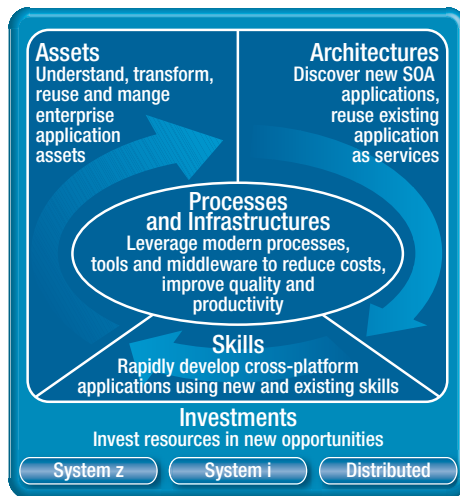 Assets
Understand, transform,
reuse and mange
enterprise
application
assets
Architectures
Discover new SOA
applications,
reuse existing
application
as services
Processes
and Infrastructures
Leverage modern processes,
tools and middleware to reduce costs,
improve quality and
productivity
Skills
Rapidly develop cross-platform
applications using new and existing skills
Investments
Invest resources in new opportunities
System z
System i
Distributed